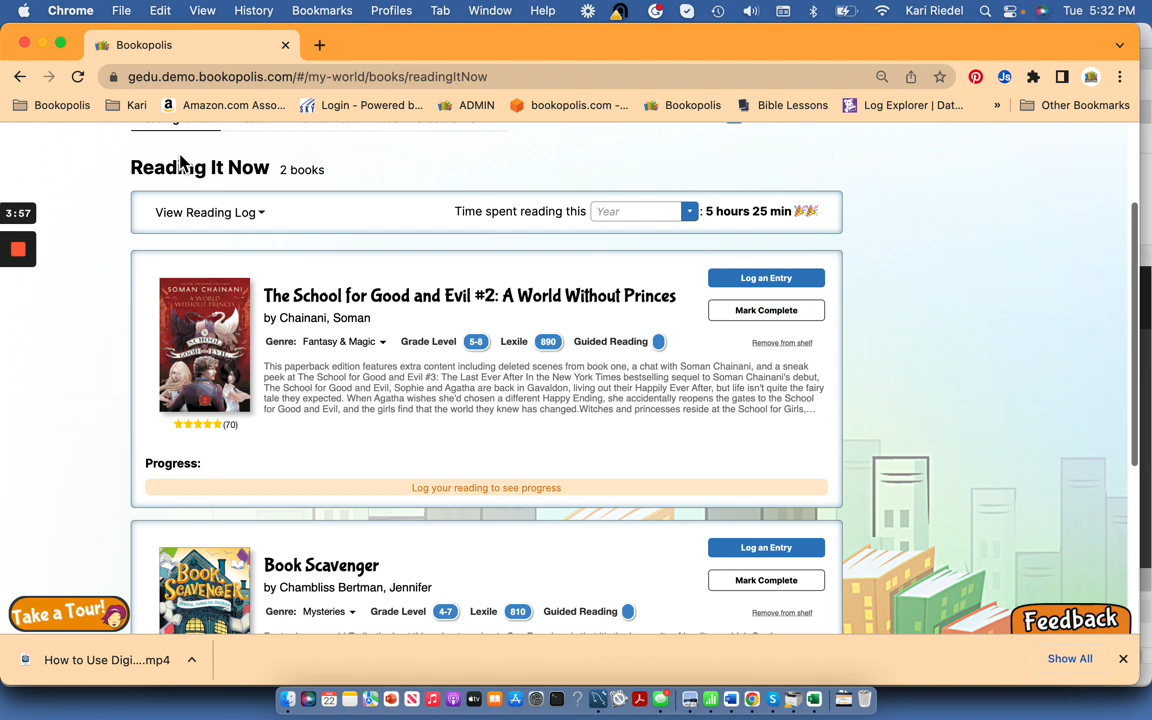 Chrome File Edit View History Bookmarks Profiles Tab Window Help Kari Riedel Tue 5:32 PM
Bookopolis
gedu.demo.bookopolis.com/#/my-world/books/readingItNow
Bookopolis Kari Amazon.com Asso... Login - Powered b... ADMIN bookopolis.com -... Bookopolis Bible Lessons Log Explorer | Dat... » Other Bookmarks
Reading It Now 2 books
3:57
View Reading Log Time spent reading this Year : 5 hours 25 min
SOMAN CHAINANI
A WORLD WITHOUT PRINCES
The School for Good and Evil #2: A World Without Princes
by Chainani, Soman
Log an Entry
Mark Complete
Genre: Fantasy & Magic Grade Level 5-8 Lexile 890 Guided Reading
Remove from shelf
This paperback edition features extra content including deleted scenes from book one, a chat with Soman Chainani, and a sneak
peek at The School for Good and Evil #3: The Last Ever After In the New York Times bestselling sequel to Soman Chainani's debut,
The School for Good and Evil, Sophie and Agatha are back in Gavaldon, living out their Happily Ever After, but life isn't quite the fairy
tale they expected. When Agatha wishes she'd chosen a different Happy Ending, she accidentally reopens the gates to the School
for Good and Evil, and the girls find that the world they knew has changed.Witches and princesses reside at the School for Girls,...
(70)
Progress:
Log your reading to see progress
BOOK SCAVENGER
Book Scavenger
by Chambliss Bertman, Jennifer
Log an Entry
Mark Complete
Genre: Mysteries Grade Level 4-7 Lexile 810 Guided Reading
Remove from shelf
Take a Tour!
Feedback
How to Use Digi....mp4
Show All
22